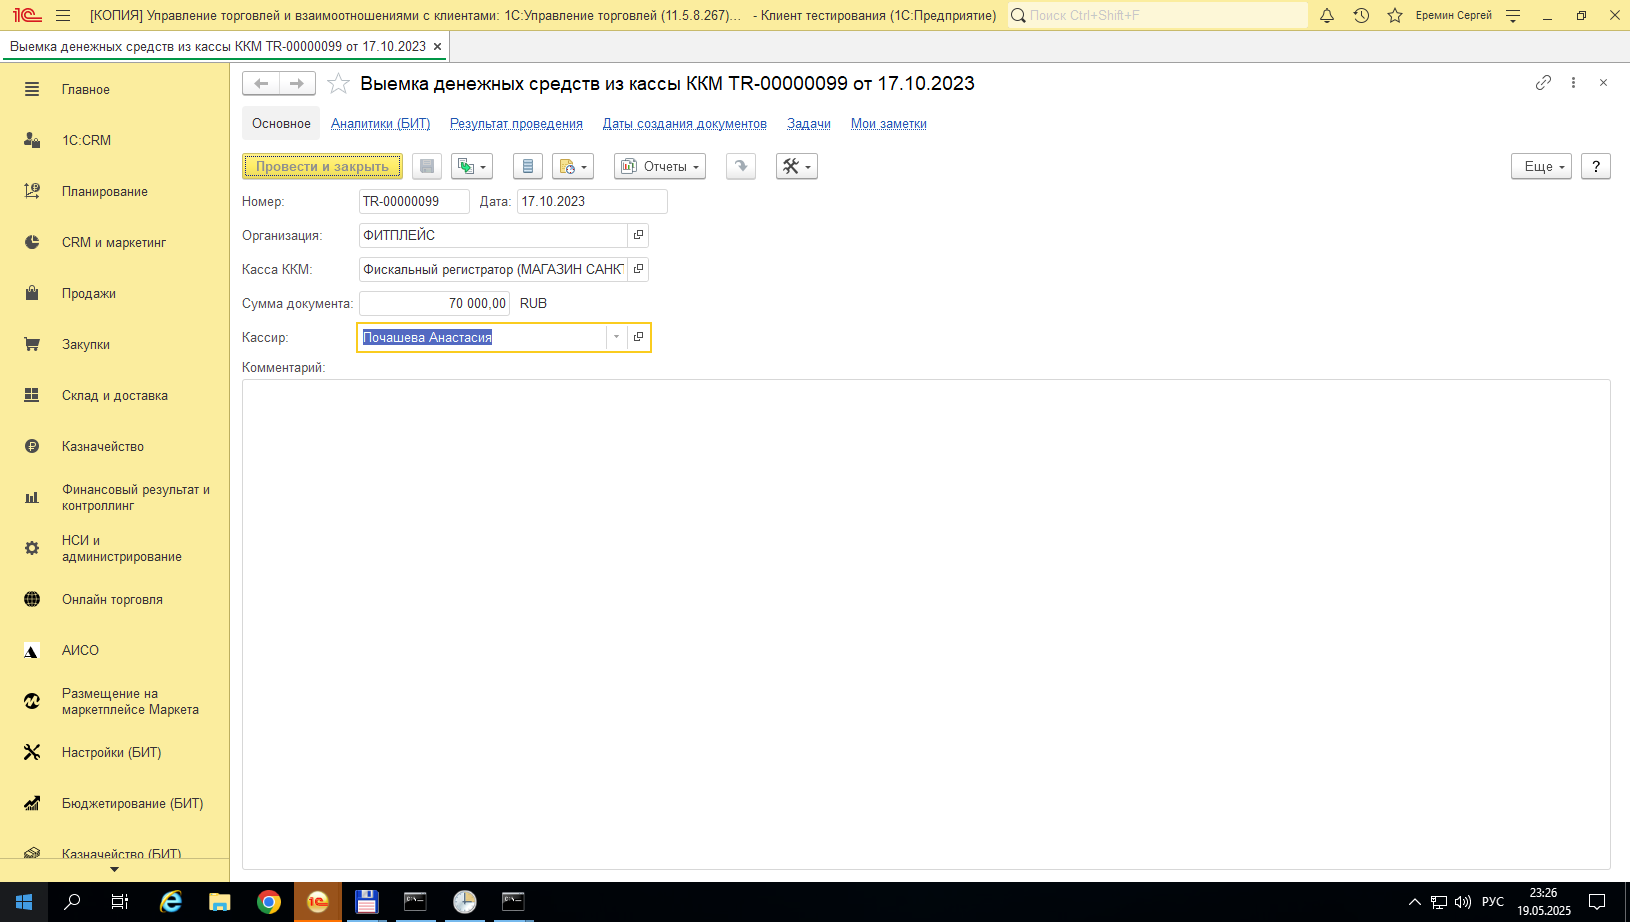 [КОПИЯ] Управление торговлей и взаимоотношениями с клиентами: 1С:Управление торговлей (11.5.8.267)... - Клиент тестирования (1С:Предприятие)
Поиск Ctrl+Shift+F
Еремин Сергей
Выемка денежных средств из кассы ККМ TR-00000099 от 17.10.2023 ×
Главное
1С:CRM
Планирование
CRM и маркетинг
Продажи
Закупки
Склад и доставка
Казначейство
Финансовый результат и
контроллинг
НСИ и
администрирование
Онлайн торговля
АИСО
Размещение на
маркетплейсе Маркета
Настройки (БИТ)
Бюджетирование (БИТ)
Казначейство (БИТ)
Выемка денежных средств из кассы ККМ TR-00000099 от 17.10.2023
Основное Аналитики (БИТ) Результат проведения Даты создания документов Задачи Мои заметки
Провести и закрыть Отчеты Еще ?
Номер: TR-00000099 Дата: 17.10.2023
Организация: ФИТПЛЕЙС
Касса ККМ: Фискальный регистратор (МАГАЗИН САНКТ
Сумма документа: 70 000,00 RUB
Кассир: Почашева Анастасия
Комментарий:
РУС
23:26
19.05.2025